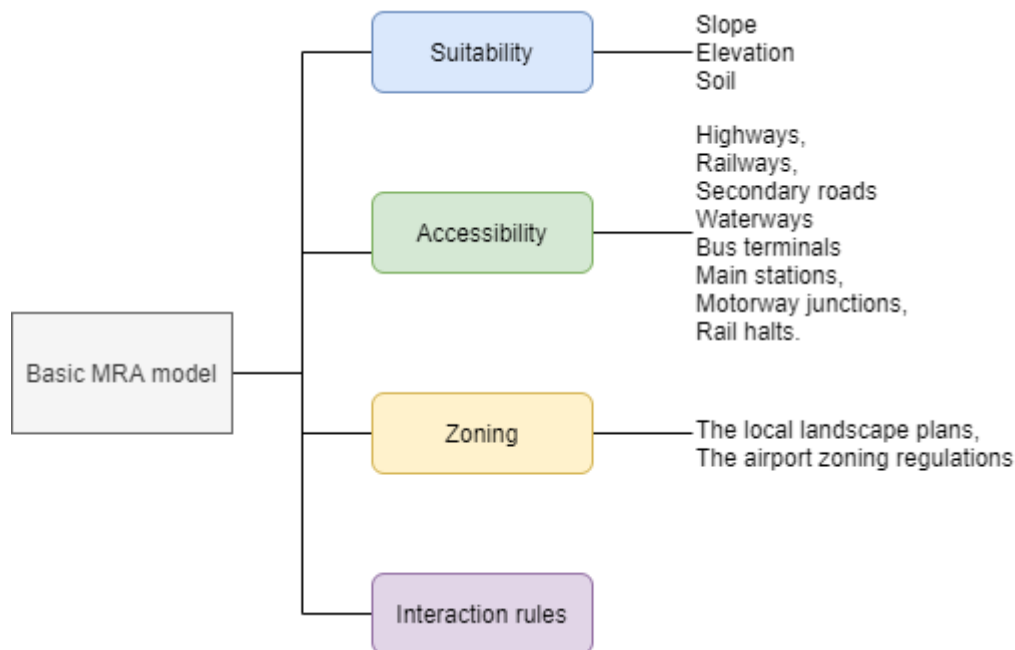 Suitability
Slope
Elevation
Soil
Accessibility
Highways,
Railways,
Secondary roads
Waterways
Bus terminals
Main stations,
Motorway junctions,
Rail halts.
Basic MRA model
Zoning
The local landscape plans,
The airport zoning regulations
Interaction rules